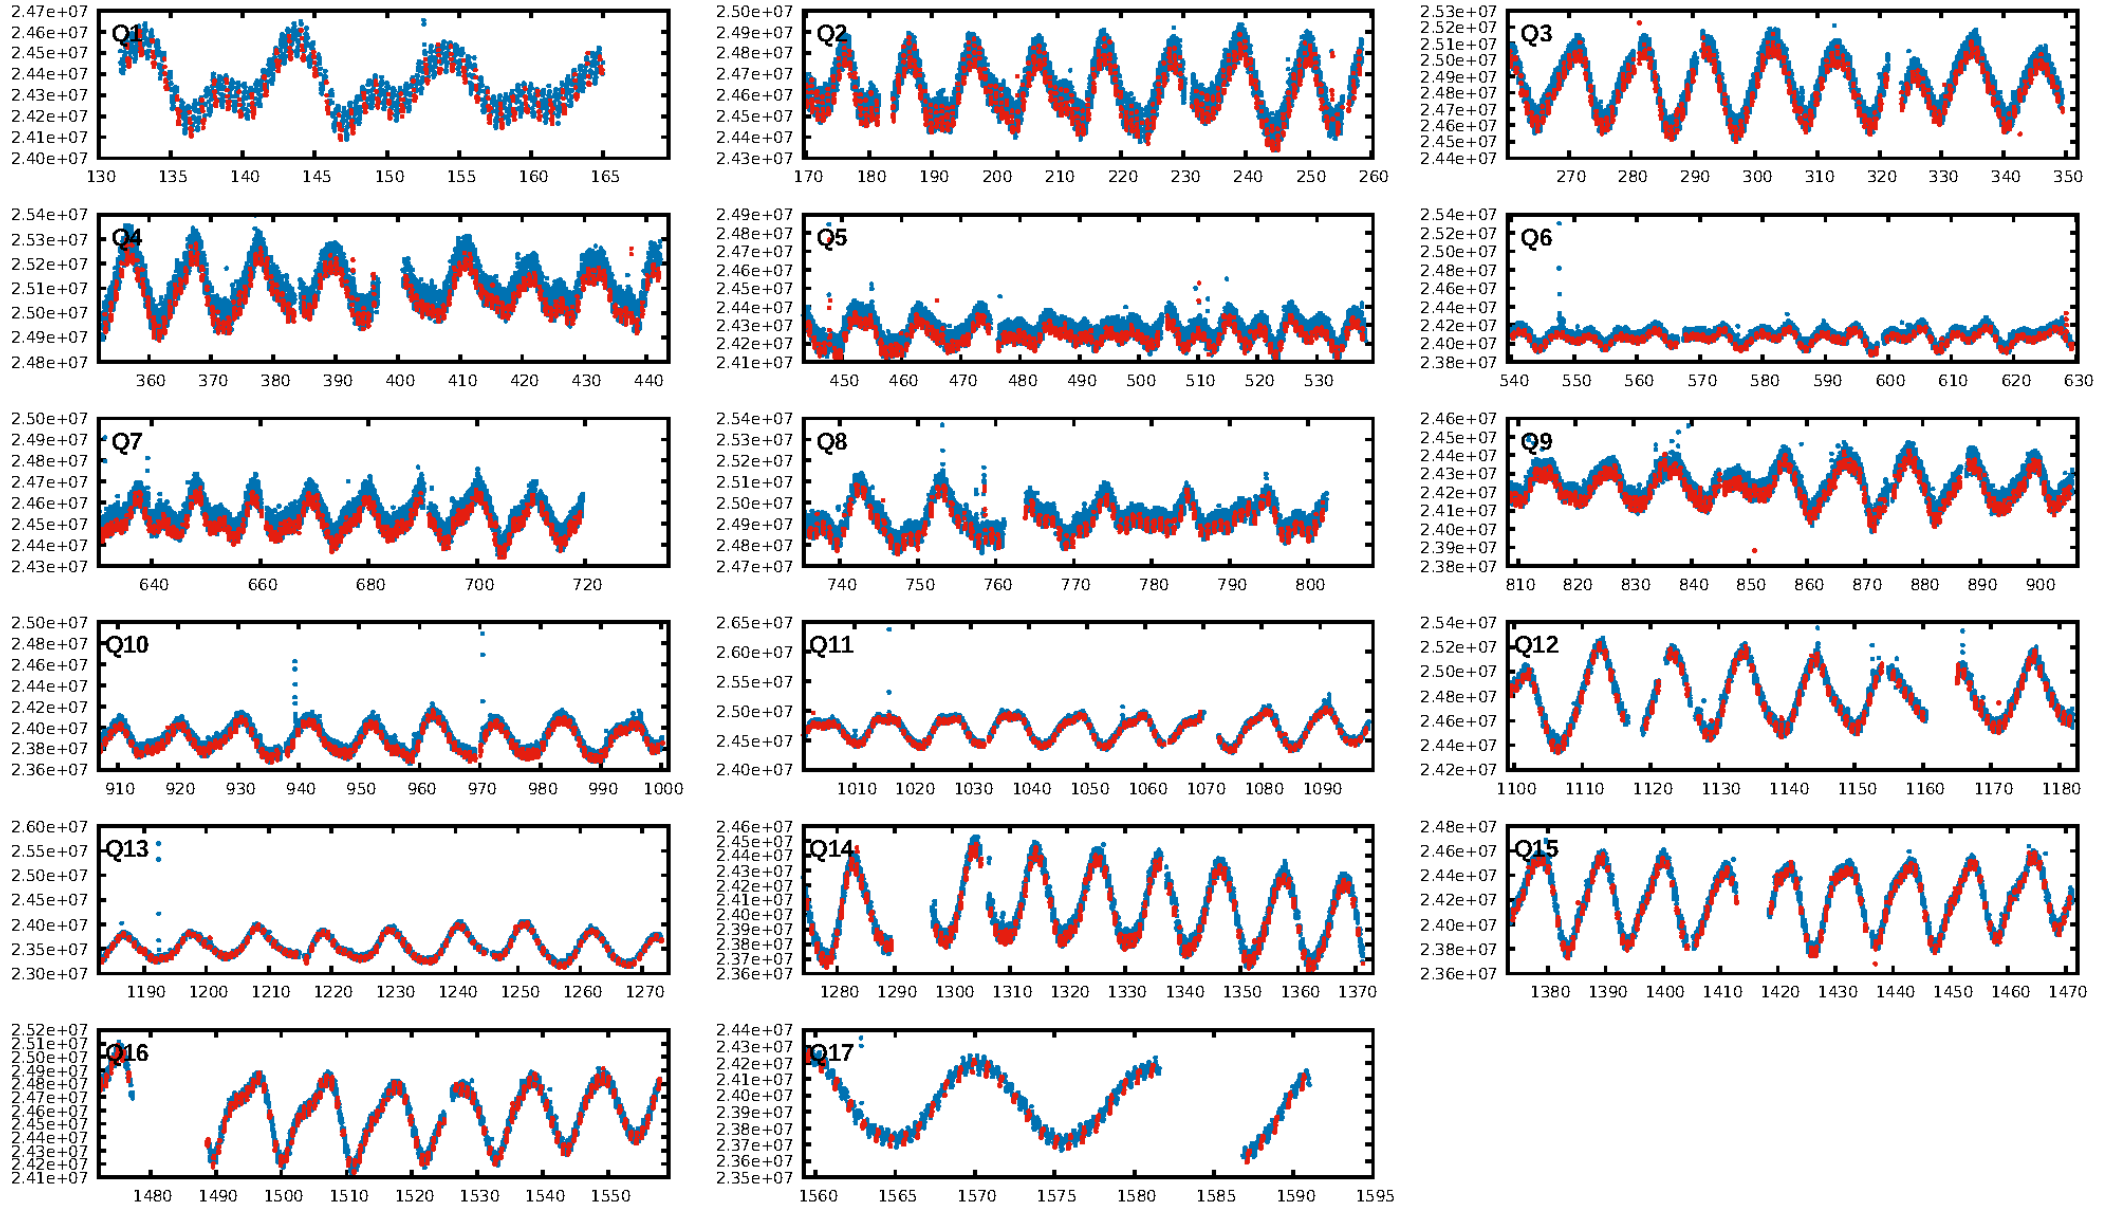 Q1
2.47e+07
2.46e+07
2.45e+07
2.44e+07
2.43e+07
2.42e+07
2.41e+07
2.40e+07
130 135 140 145 150 155 160 165
Q2
2.50e+07
2.49e+07
2.48e+07
2.47e+07
2.46e+07
2.45e+07
2.44e+07
2.43e+07
170 180 190 200 210 220 230 240 250 260
Q3
2.53e+07
2.52e+07
2.51e+07
2.50e+07
2.49e+07
2.48e+07
2.47e+07
2.46e+07
2.45e+07
2.44e+07
270 280 290 300 310 320 330 340 350
Q4
2.54e+07
2.53e+07
2.52e+07
2.51e+07
2.50e+07
2.49e+07
2.48e+07
360 370 380 390 400 410 420 430 440
Q5
2.49e+07
2.48e+07
2.47e+07
2.46e+07
2.45e+07
2.44e+07
2.43e+07
2.42e+07
2.41e+07
450 460 470 480 490 500 510 520 530
Q6
2.54e+07
2.52e+07
2.50e+07
2.48e+07
2.46e+07
2.44e+07
2.42e+07
2.40e+07
2.38e+07
540 550 560 570 580 590 600 610 620 630
Q7
2.50e+07
2.49e+07
2.48e+07
2.47e+07
2.46e+07
2.45e+07
2.44e+07
2.43e+07
640 660 680 700 720
Q8
2.54e+07
2.53e+07
2.52e+07
2.51e+07
2.50e+07
2.49e+07
2.48e+07
2.47e+07
740 750 760 770 780 790 800
Q9
2.46e+07
2.45e+07
2.44e+07
2.43e+07
2.42e+07
2.41e+07
2.40e+07
2.39e+07
2.38e+07
810 820 830 840 850 860 870 880 890 900
Q10
2.50e+07
2.48e+07
2.46e+07
2.44e+07
2.42e+07
2.40e+07
2.38e+07
2.36e+07
910 920 930 940 950 960 970 980 990 1000
Q11
2.65e+07
2.60e+07
2.55e+07
2.50e+07
2.45e+07
2.40e+07
1010 1020 1030 1040 1050 1060 1070 1080 1090
Q12
2.54e+07
2.52e+07
2.50e+07
2.48e+07
2.46e+07
2.44e+07
2.42e+07
1100 1110 1120 1130 1140 1150 1160 1170 1180
Q13
2.60e+07
2.55e+07
2.50e+07
2.45e+07
2.40e+07
2.35e+07
2.30e+07
1190 1200 1210 1220 1230 1240 1250 1260 1270
Q14
2.46e+07
2.45e+07
2.44e+07
2.43e+07
2.42e+07
2.41e+07
2.40e+07
2.39e+07
2.38e+07
2.37e+07
2.36e+07
1280 1290 1300 1310 1320 1330 1340 1350 1360 1370
Q15
2.48e+07
2.46e+07
2.44e+07
2.42e+07
2.40e+07
2.38e+07
2.36e+07
1380 1390 1400 1410 1420 1430 1440 1450 1460 1470
Q16
2.52e+07
2.51e+07
2.50e+07
2.49e+07
2.48e+07
2.47e+07
2.46e+07
2.45e+07
2.44e+07
2.43e+07
2.42e+07
2.41e+07
1480 1490 1500 1510 1520 1530 1540 1550
Q17
2.44e+07
2.43e+07
2.42e+07
2.41e+07
2.40e+07
2.39e+07
2.38e+07
2.37e+07
2.36e+07
2.35e+07
1560 1565 1570 1575 1580 1585 1590 1595